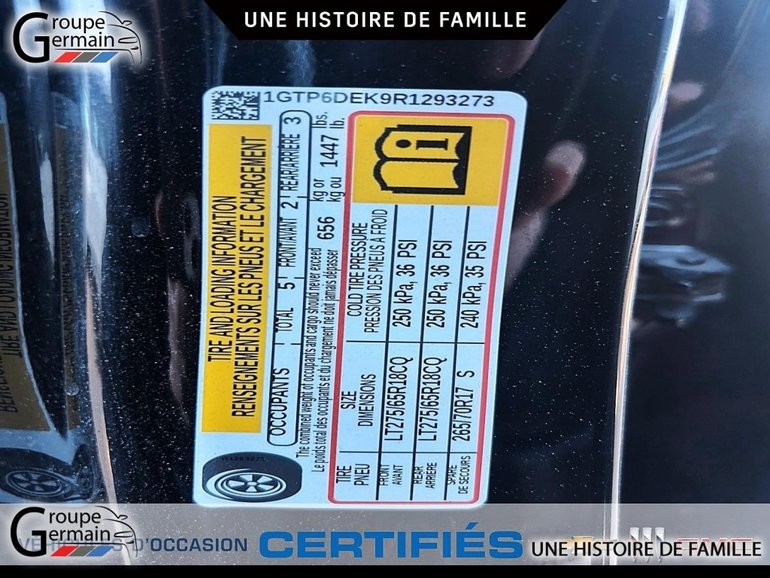 Groupe
Germain
UNE HISTOIRE DE FAMILLE
1GTP6DEK9R1293273
TIRE AND LOADING INFORMATION
RENSEIGNEMENTS SUR LES PNEUS ET LE CHARGEMENT
OCCUPANTS TOTAL 5 FRONT/AVANT 2 REAR/ARRIÈRE 3
The combined weight of occupants and cargo should never exceed 656 kg or 1447 lbs.
Le poids total des occupants et du chargement ne doit jamais dépasser kg ou lb.
TIRE SIZE COLD TIRE PRESSURE
PNEU DIMENSIONS PRESSION DES PNEUS A FROID
FRONT LT275/65R18CQ 250 kPa, 36 PSI
AVANT
REAR LT275/65R18CQ 250 kPa, 36 PSI
ARRIÈRE
SPARE 265/70R17 S 240 kPa, 35 PSI
DE SECOURS
R1293273
Groupe
Germain
D'OCCASION CERTIFIÉS
UNE HISTOIRE DE FAMILLE